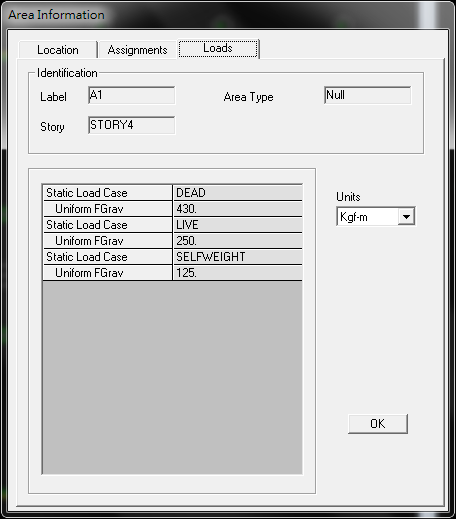 Area Information
Location Assignments Loads
Identification
Label A1 Area Type Null
Story STORY4
Static Load Case DEAD
Uniform FGrav 430.
Static Load Case LIVE
Uniform FGrav 250.
Static Load Case SELFWEIGHT
Uniform FGrav 125.
Units
Kgf-m
OK